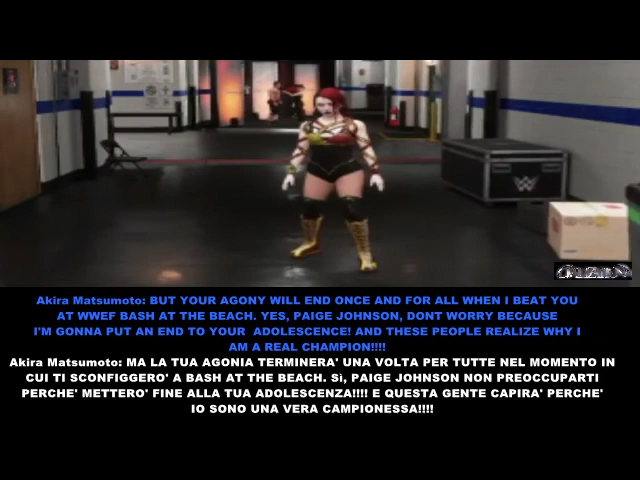 Akira Matsumoto: BUT YOUR AGONY WILL END ONCE AND FOR ALL WHEN I BEAT YOU
AT WWEF BASH AT THE BEACH. YES, PAIGE JOHNSON, DONT WORRY BECAUSE
I'M GONNA PUT AN END TO YOUR  ADOLESCENCE! AND THESE PEOPLE REALIZE WHY I
AM A REAL CHAMPION!!!!
Akira Matsumoto: MA LA TUA AGONIA TERMINERA' UNA VOLTA PER TUTTE NEL MOMENTO IN
CUI TI SCONFIGGERO' A BASH AT THE BEACH. Sì, PAIGE JOHNSON NON PREOCCUPARTI
PERCHE' METTERO' FINE ALLA TUA ADOLESCENZA!!!! E QUESTA GENTE CAPIRA' PERCHE'
IO SONO UNA VERA CAMPIONESSA!!!!